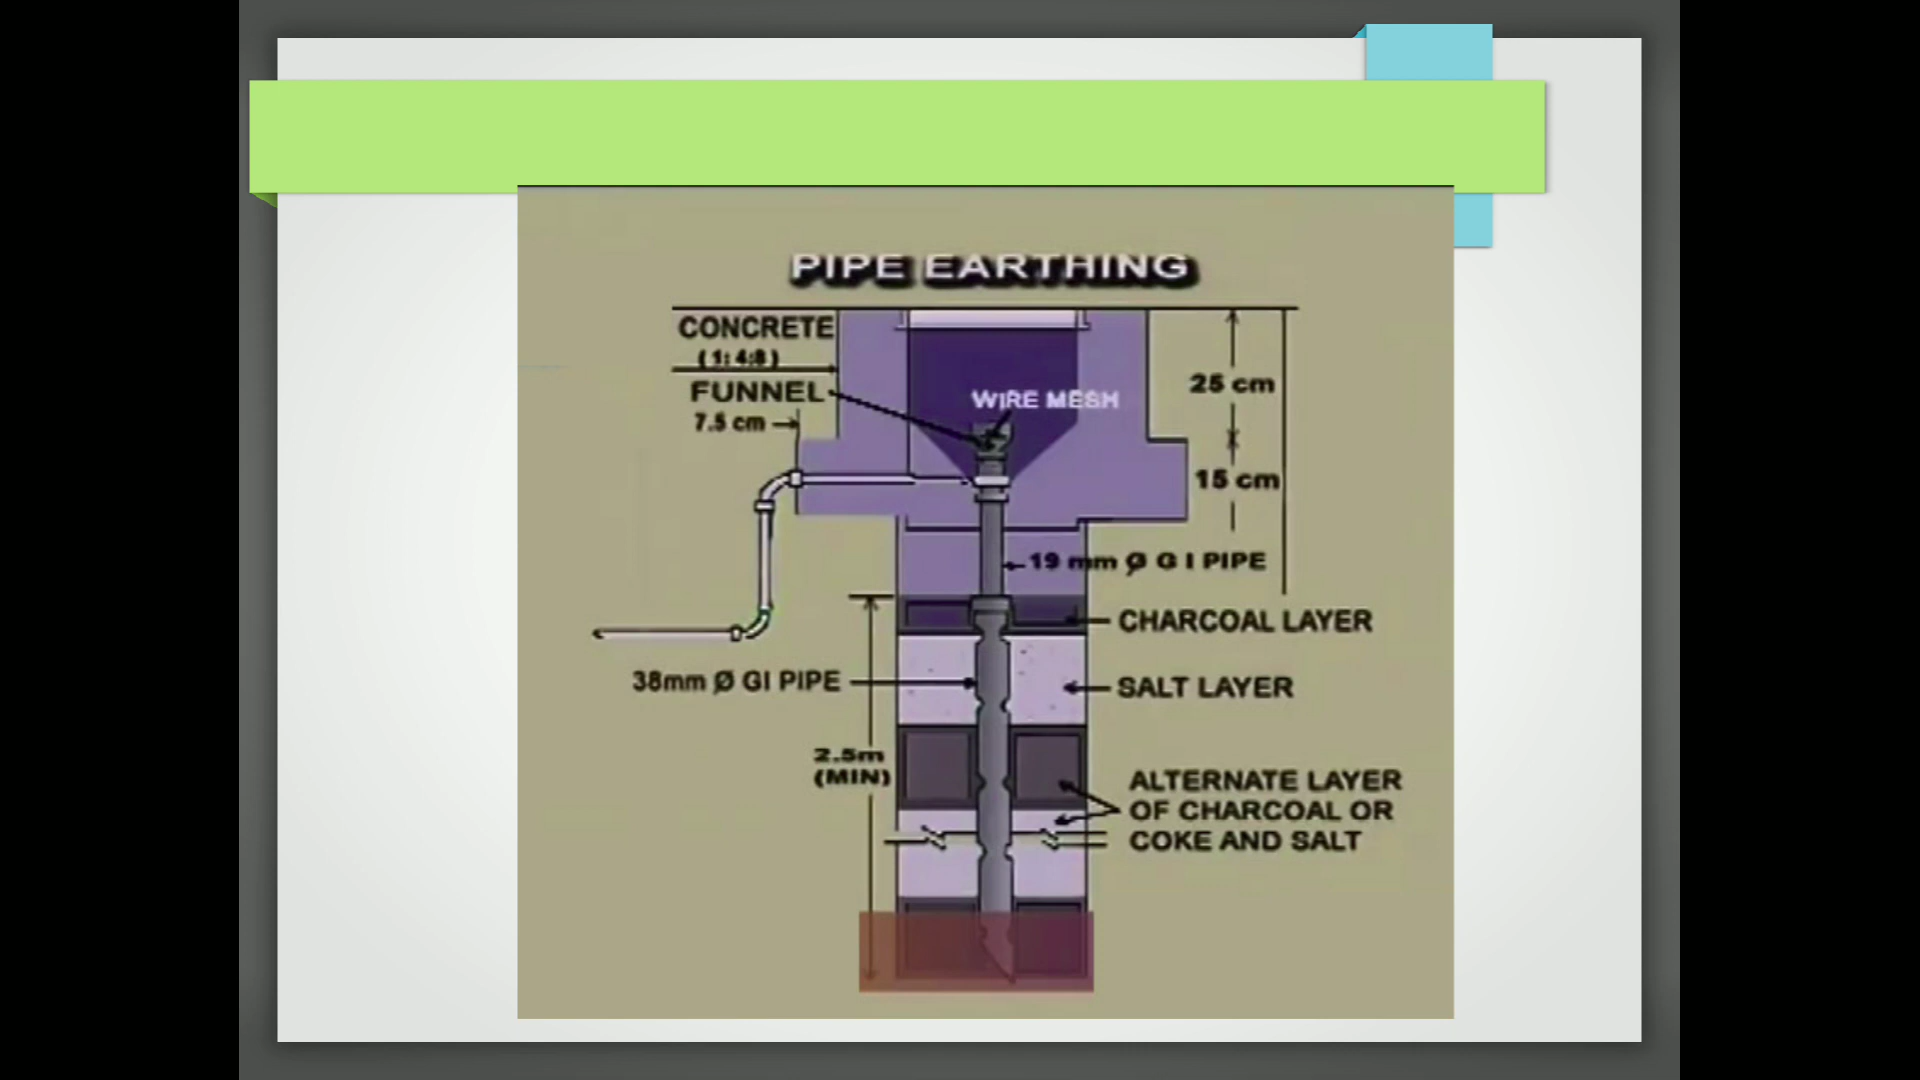 PIPE EARTHING
CONCRETE
(1:4:8)
FUNNEL
7.5 cm
WIRE MESH
25 cm
15 cm
19 mm Ø G I PIPE
CHARCOAL LAYER
38mm Ø GI PIPE
SALT LAYER
2.5m
(MIN)
ALTERNATE LAYER
OF CHARCOAL OR
COKE AND SALT